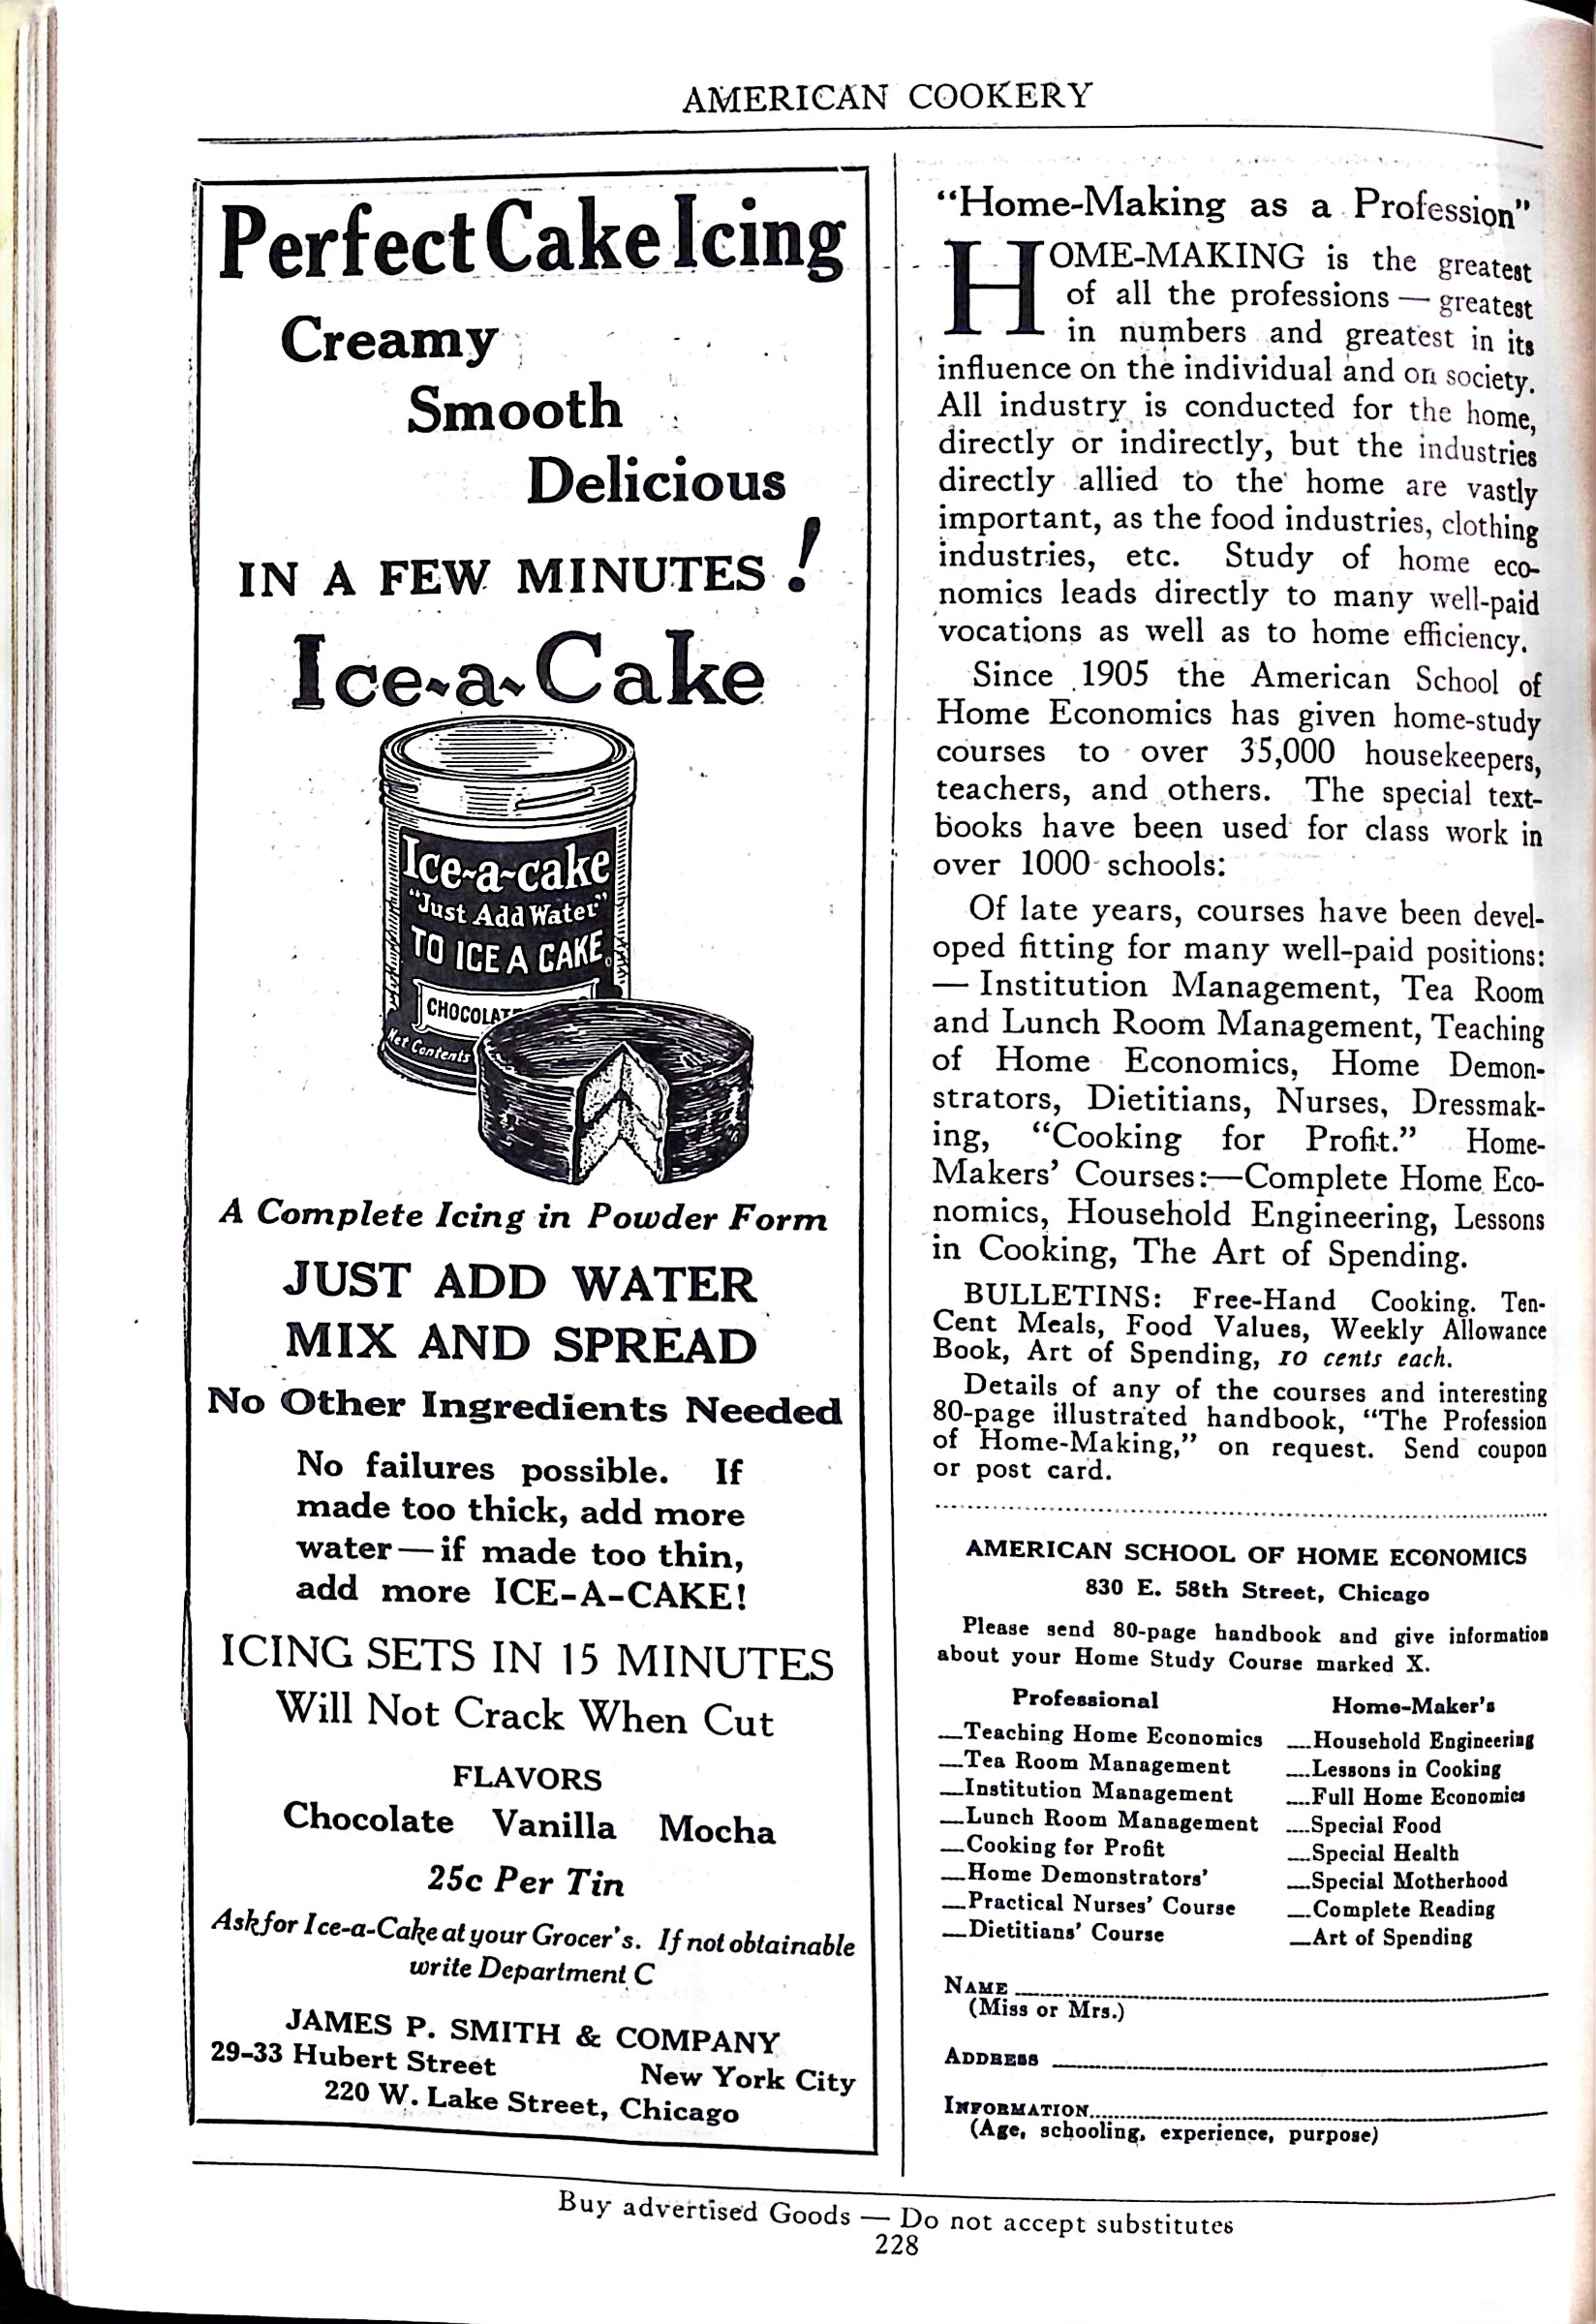 AMERICAN COOKERY
Perfect Cake Icing
Creamy
Smooth
Delicious
IN A FEW MINUTES!
Ice-a-Cake
Ice-a-cake
"Just Add Water"
TO ICE A CAKE
Net Contents
A Complete Icing in Powder Form
JUST ADD WATER
MIX AND SPREAD
No Other Ingredients Needed
No failures possible. If
made too thick, add more
water—if made too thin,
add more ICE-A-CAKE!
ICING SETS IN 15 MINUTES
Will Not Crack When Cut
FLAVORS
Chocolate Vanilla Mocha
25c Per Tin
Ask for Ice-a-Cake at your Grocer's. If not obtainable
write Department C
JAMES P. SMITH & COMPANY
29-33 Hubert Street New York City
220 W. Lake Street, Chicago
"Home-Making as a Profession"
HOME-MAKING is the greatest
of all the professions — greatest
in numbers and greatest in its
influence on the individual and on society.
All industry is conducted for the home,
directly or indirectly, but the industries
directly allied to the home are vastly
important, as the food industries, clothing
industries, etc. Study of home eco-
nomics leads directly to many well-paid
vocations as well as to home efficiency.
Since 1905 the American School of
Home Economics has given home-study
courses to over 35,000 housekeepers,
teachers, and others. The special text-
books have been used for class work in
over 1000 schools:
Of late years, courses have been devel-
oped fitting for many well-paid positions:
— Institution Management, Tea Room
and Lunch Room Management, Teaching
of Home Economics, Home Demon-
strators, Dietitians, Nurses, Dressmak-
ing, "Cooking for Profit." Home-
Makers' Courses:—Complete Home Eco-
nomics, Household Engineering, Lessons
in Cooking, The Art of Spending.
BULLETINS: Free-Hand Cooking. Ten-
Cent Meals, Food Values, Weekly Allowance
Book, Art of Spending, 10 cents each.
Details of any of the courses and interesting
80-page illustrated handbook, "The Profession
of Home-Making," on request. Send coupon
or post card.
AMERICAN SCHOOL OF HOME ECONOMICS
830 E. 58th Street, Chicago
Please send 80-page handbook and give information
about your Home Study Course marked X.
Professional Home-Maker's
__Teaching Home Economics __Household Engineering
__Tea Room Management __Lessons in Cooking
__Institution Management __Full Home Economics
__Lunch Room Management __Special Food
__Cooking for Profit __Special Health
__Home Demonstrators' __Special Motherhood
__Practical Nurses' Course __Complete Reading
__Dietitians' Course __Art of Spending
NAME
(Miss or Mrs.)
ADDRESS
INFORMATION
(Age, schooling, experience, purpose)
Buy advertised Goods — Do not accept substitutes
228